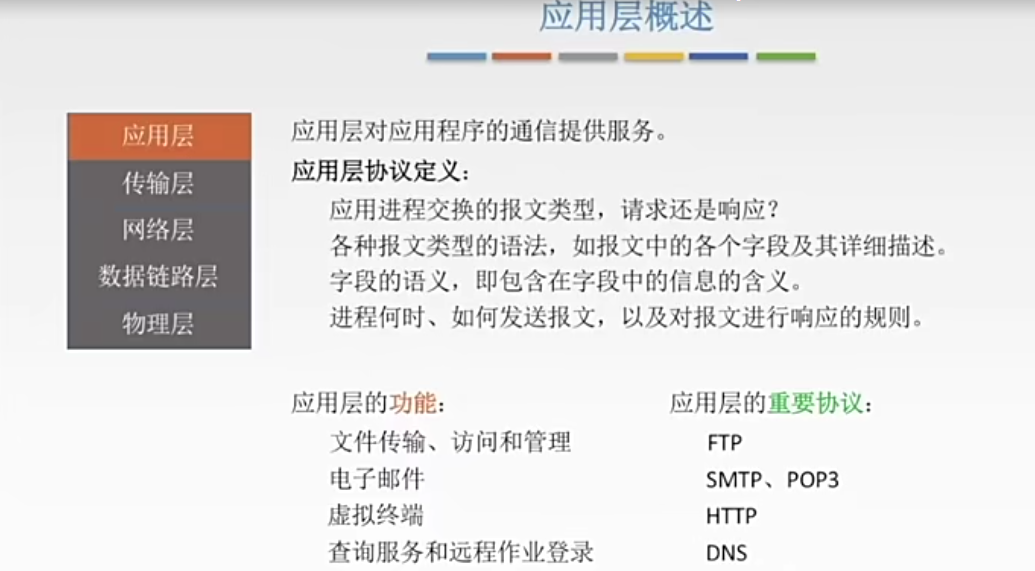 应用层概述
应用层
传输层
网络层
数据链路层
物理层
应用层对应用程序的通信提供服务。
应用层协议定义：
应用进程交换的报文类型，请求还是响应？
各种报文类型的语法，如报文中的各个字段及其详细描述。
字段的语义，即包含在字段中的信息的含义。
进程何时、如何发送报文，以及对报文进行响应的规则。
应用层的功能：
文件传输、访问和管理
电子邮件
虚拟终端
查询服务和远程作业登录
应用层的重要协议：
FTP
SMTP、POP3
HTTP
DNS